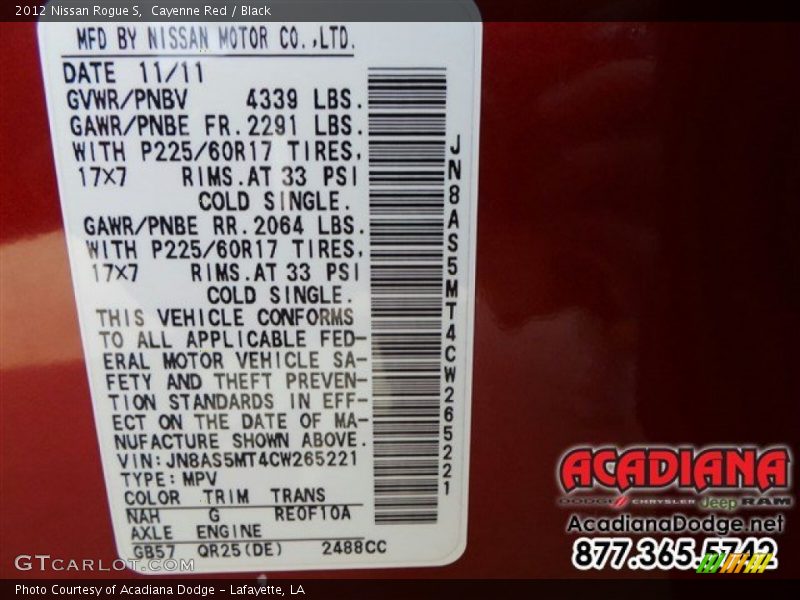 2012 Nissan Rogue S, Cayenne Red / Black
MFD BY NISSAN MOTOR CO.,LTD.
DATE 11/11
GVWR/PNBV 4339 LBS.
GAWR/PNBE FR.2291 LBS.
WITH P225/60R17 TIRES,
17X7 RIMS.AT 33 PSI
COLD SINGLE.
GAWR/PNBE RR.2064 LBS.
WITH P225/60R17 TIRES,
17X7 RIMS.AT 33 PSI
COLD SINGLE.
THIS VEHICLE CONFORMS
TO ALL APPLICABLE FED-
ERAL MOTOR VEHICLE SA-
FETY AND THEFT PREVEN-
TION STANDARDS IN EFF-
ECT ON THE DATE OF MA-
NUFACTURE SHOWN ABOVE.
VIN:JN8AS5MT4CW265221
TYPE:MPV
COLOR TRIM TRANS
NAH G RE0F10A
AXLE ENGINE
GB57 QR25(DE) 2488CC
JN8AS5MT4CW265221
ACADIANA
DODGE CHRYSLER Jeep RAM
AcadianaDodge.net
877.365.5742
GTCarLot.com
Photo Courtesy of Acadiana Dodge - Lafayette, LA